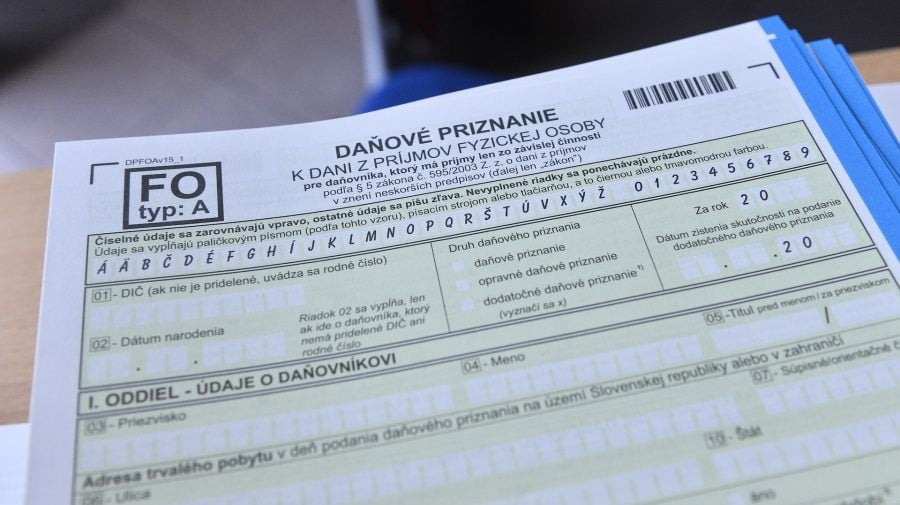 DPFOAv15_1
DAŇOVÉ PRIZNANIE
K DANI Z PRÍJMOV FYZICKEJ OSOBY
pre daňovníka, ktorý má príjmy len zo závislej činnosti
podľa § 5 zákona č. 595/2003 Z. z. o dani z príjmov
v znení neskorších predpisov (ďalej len „zákon")
FO
typ: A
Číselné údaje sa zarovnávajú vpravo, ostatné údaje sa píšu zľava. Nevyplnené riadky sa ponechávajú prázdne.
Údaje sa vypĺňajú paličkovým písmom (podľa tohto vzoru), písacím strojom alebo tlačiarňou, a to čiernou alebo tmavomodrou farbou.
Á Ä B Č D É F G H Í J K L M N O P Q R Š T Ú V X Ý Ž 0 1 2 3 4 5 6 7 8 9
01 - DIČ (ak nie je pridelené, uvádza sa rodné číslo)
02 - Dátum narodenia
Riadok 02 sa vypĺňa, len
ak ide o daňovníka, ktorý
nemá pridelené DIČ ani
rodné číslo
Druh daňového priznania
daňové priznanie
opravné daňové priznanie
dodatočné daňové priznanie¹⁾
(vyznačí sa x)
Za rok 20
Dátum zistenia skutočnosti na podanie
dodatočného daňového priznania
. . 20
I. ODDIEL - ÚDAJE O DAŇOVNÍKOVI
03 - Priezvisko
04 - Meno
05 - Titul pred menom / za priezviskom
/
Adresa trvalého pobytu v deň podania daňového priznania na území Slovenskej republiky alebo v zahraničí
06 - Ulica
07 - Súpisné/orientačné č
10 - Štát